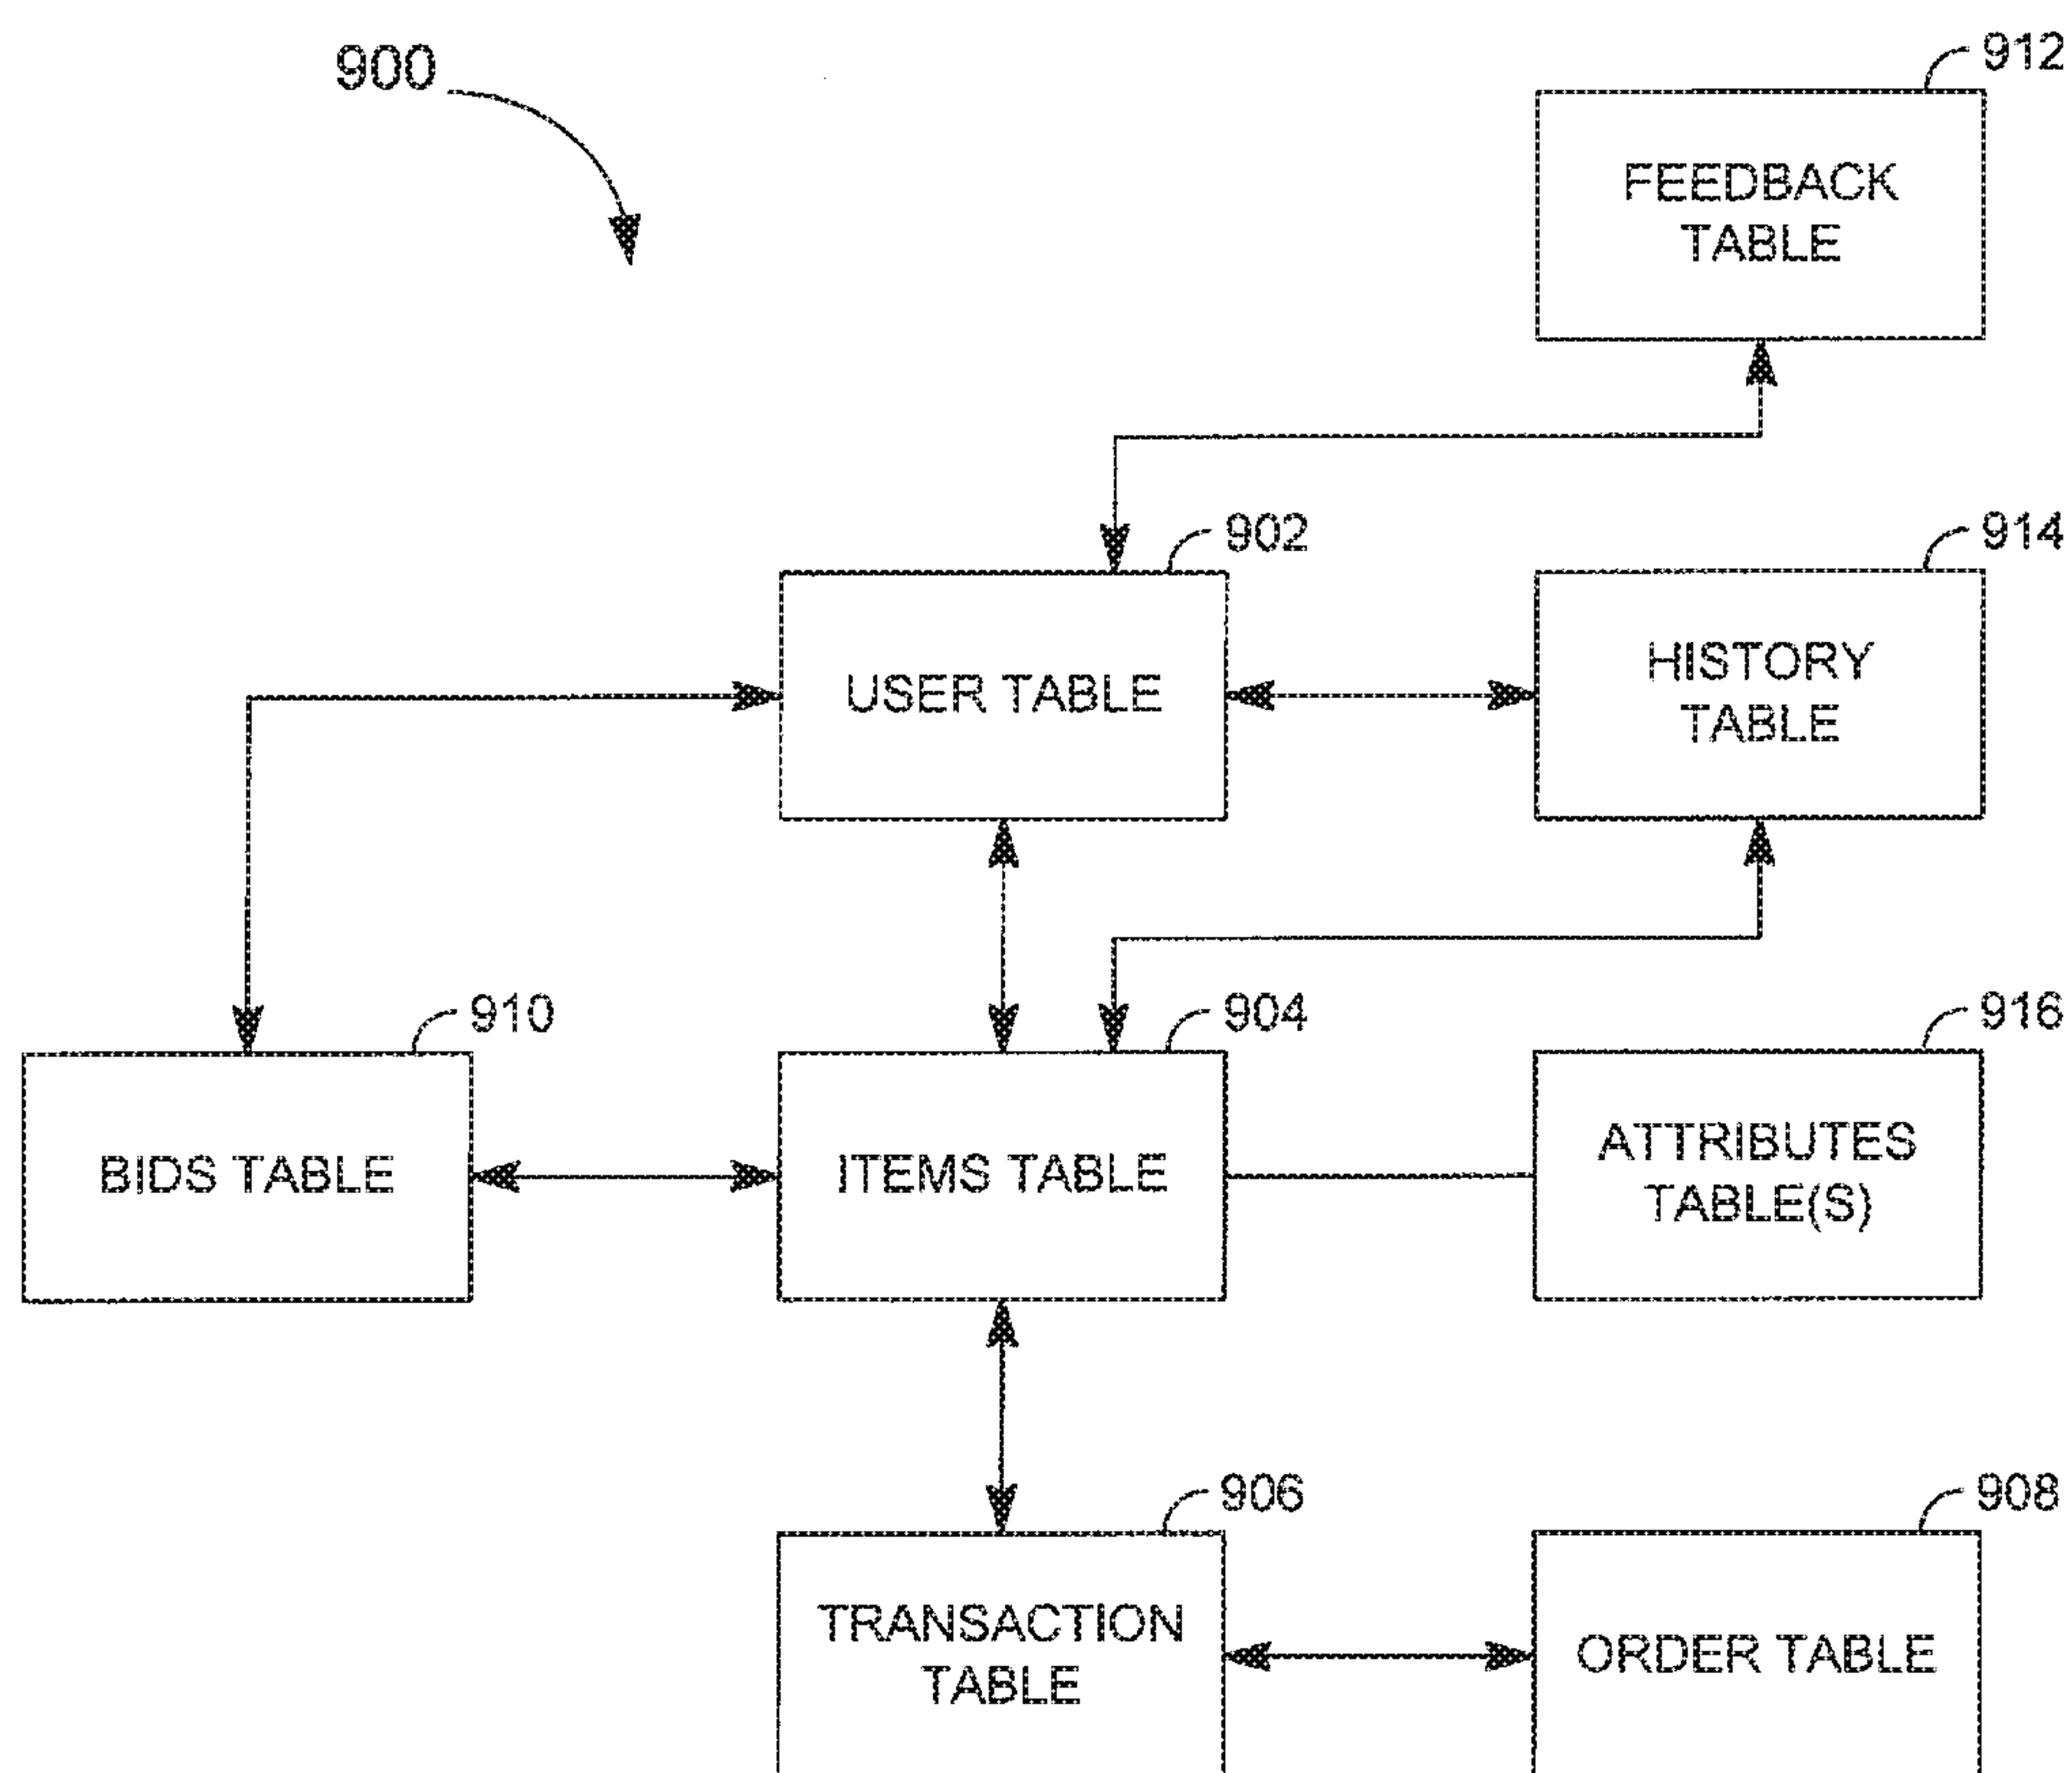 900
912
FEEDBACK
TABLE
902
914
USER TABLE
HISTORY
TABLE
910
904
916
BIDS TABLE
ITEMS TABLE
ATTRIBUTES
TABLE(S)
906
908
TRANSACTION
TABLE
ORDER TABLE